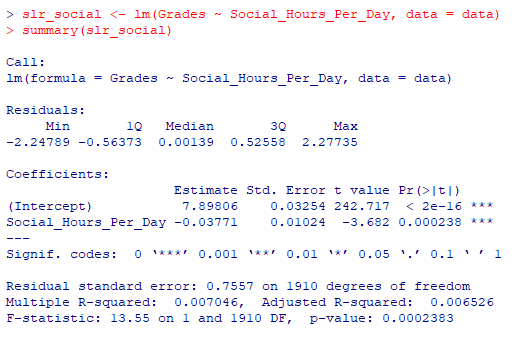 > slr_social <- lm(Grades ~ Social_Hours_Per_Day, data = data)
> summary(slr_social)
Call:
lm(formula = Grades ~ Social_Hours_Per_Day, data = data)
Residuals:
     Min       1Q   Median       3Q      Max
-2.24789 -0.56373  0.00139  0.52558  2.27735
Coefficients:
                     Estimate Std. Error t value Pr(>|t|)
(Intercept)           7.89806    0.03254 242.717  < 2e-16 ***
Social_Hours_Per_Day -0.03771    0.01024  -3.682 0.000238 ***
---
Signif. codes:  0 ‘***’ 0.001 ‘**’ 0.01 ‘*’ 0.05 ‘.’ 0.1 ‘ ’ 1
Residual standard error: 0.7557 on 1910 degrees of freedom
Multiple R-squared:  0.007046,  Adjusted R-squared:  0.006526
F-statistic: 13.55 on 1 and 1910 DF,  p-value: 0.0002383